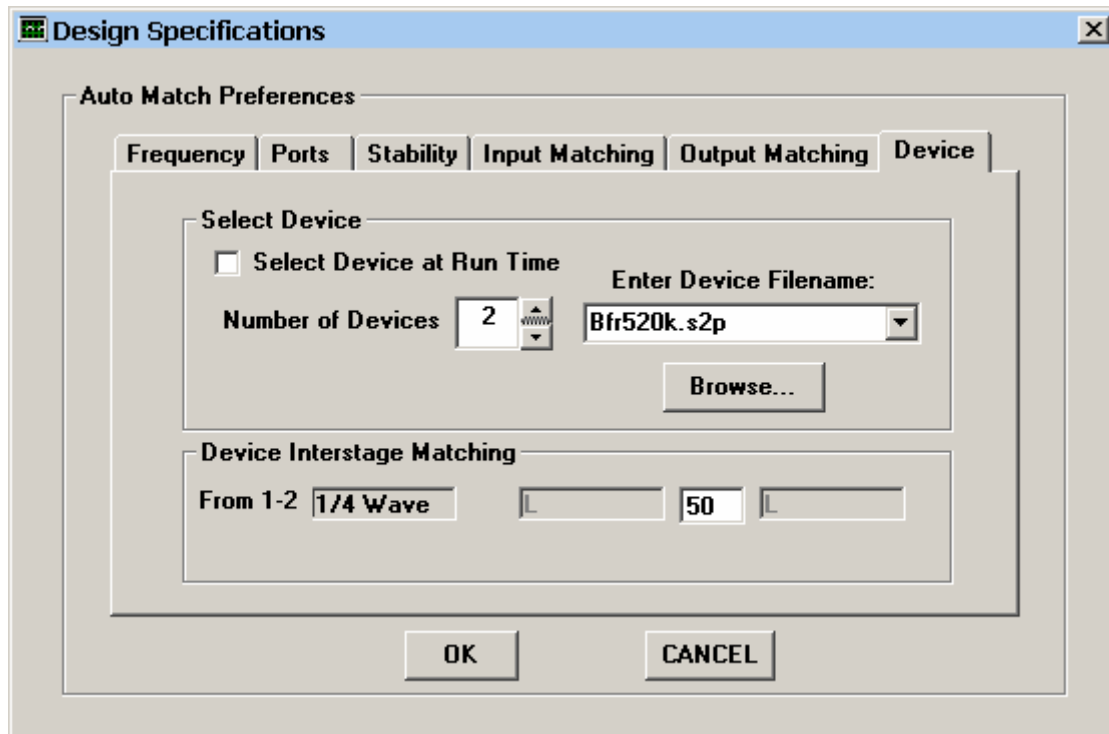 Design Specifications
Auto Match Preferences
Frequency Ports Stability Input Matching Output Matching Device
Select Device
Select Device at Run Time
Enter Device Filename:
Number of Devices 2 Bfr520k.s2p
Browse...
Device Interstage Matching
From 1-2 1/4 Wave L 50 L
OK CANCEL